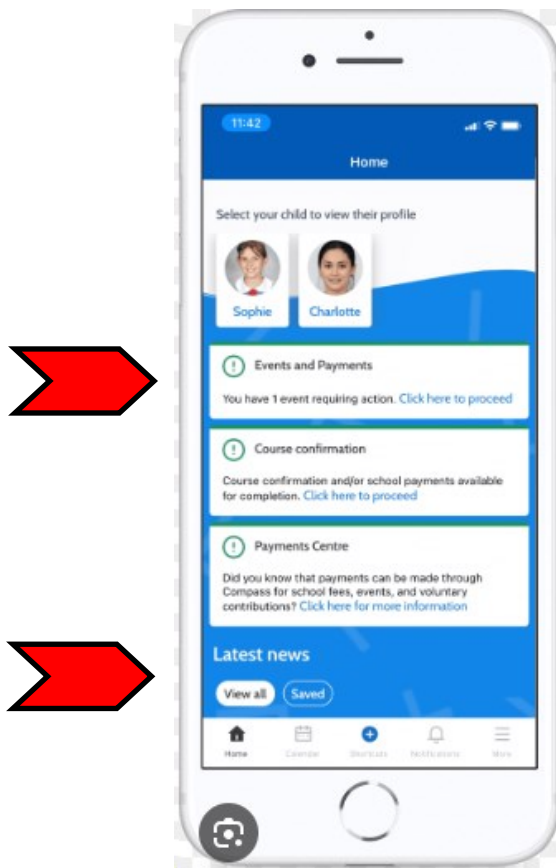 11:42
Home
Select your child to view their profile
Sophie
Charlotte
Events and Payments
You have 1 event requiring action. Click here to proceed
Course confirmation
Course confirmation and/or school payments available
for completion. Click here to proceed
Payments Centre
Did you know that payments can be made through
Compass for school fees, events, and voluntary
contributions? Click here for more information
Latest news
View all
Saved
Home
Calendar
Shortcuts
Notifications
More